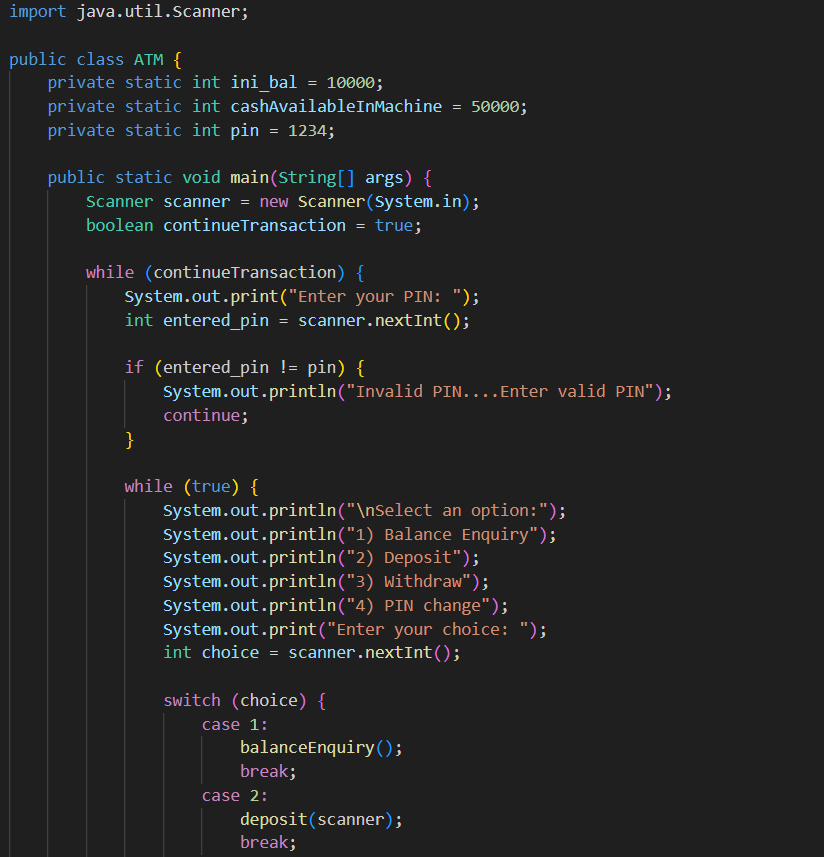 import java.util.Scanner;
public class ATM {
private static int ini_bal = 10000;
private static int cashAvailableInMachine = 50000;
private static int pin = 1234;
public static void main(String[] args) {
Scanner scanner = new Scanner(System.in);
boolean continueTransaction = true;
while (continueTransaction) {
System.out.print("Enter your PIN: ");
int entered_pin = scanner.nextInt();
if (entered_pin != pin) {
System.out.println("Invalid PIN....Enter valid PIN");
continue;
}
while (true) {
System.out.println("\nSelect an option:");
System.out.println("1) Balance Enquiry");
System.out.println("2) Deposit");
System.out.println("3) Withdraw");
System.out.println("4) PIN change");
System.out.print("Enter your choice: ");
int choice = scanner.nextInt();
switch (choice) {
case 1:
balanceEnquiry();
break;
case 2:
deposit(scanner);
break;